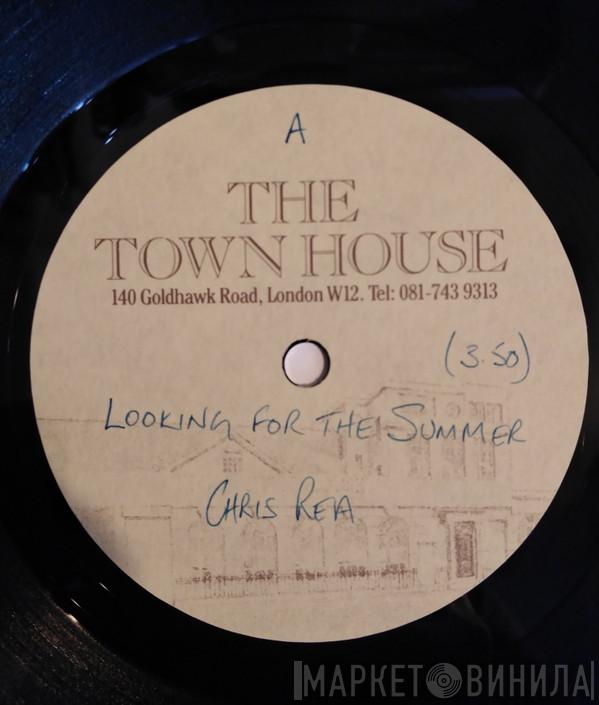 A
THE
TOWN HOUSE
140 Goldhawk Road, London W12. Tel: 081-743 9313
(3.50)
LOOKING FOR THE SUMMER
CHRIS REA
МАРКЕТ ВИНИЛА